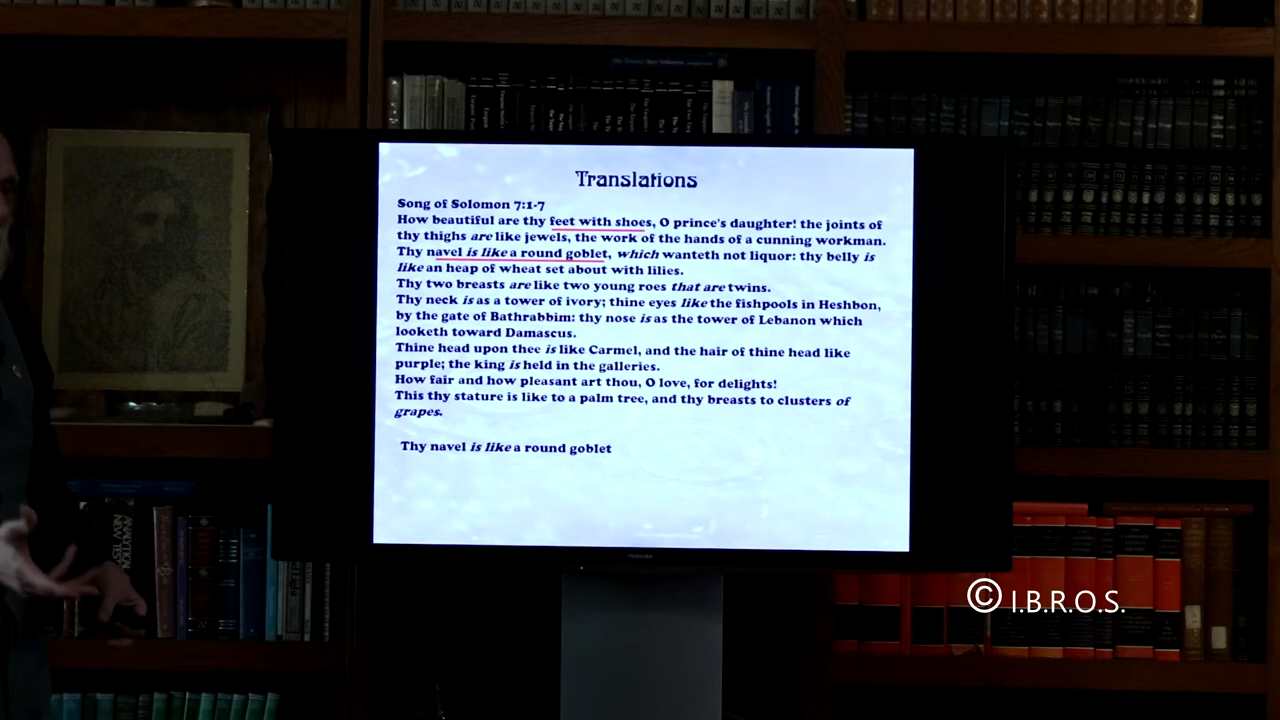 Translations
Song of Solomon 7:1-7
How beautiful are thy feet with shoes, O prince's daughter! the joints of
thy thighs are like jewels, the work of the hands of a cunning workman.
Thy navel is like a round goblet, which wanteth not liquor: thy belly is
like an heap of wheat set about with lilies.
Thy two breasts are like two young roes that are twins.
Thy neck is as a tower of ivory; thine eyes like the fishpools in Heshbon,
by the gate of Bathrabbim: thy nose is as the tower of Lebanon which
looketh toward Damascus.
Thine head upon thee is like Carmel, and the hair of thine head like
purple; the king is held in the galleries.
How fair and how pleasant art thou, O love, for delights!
This thy stature is like to a palm tree, and thy breasts to clusters of
grapes.
Thy navel is like a round goblet
TOSHIBA
© I.B.R.O.S.